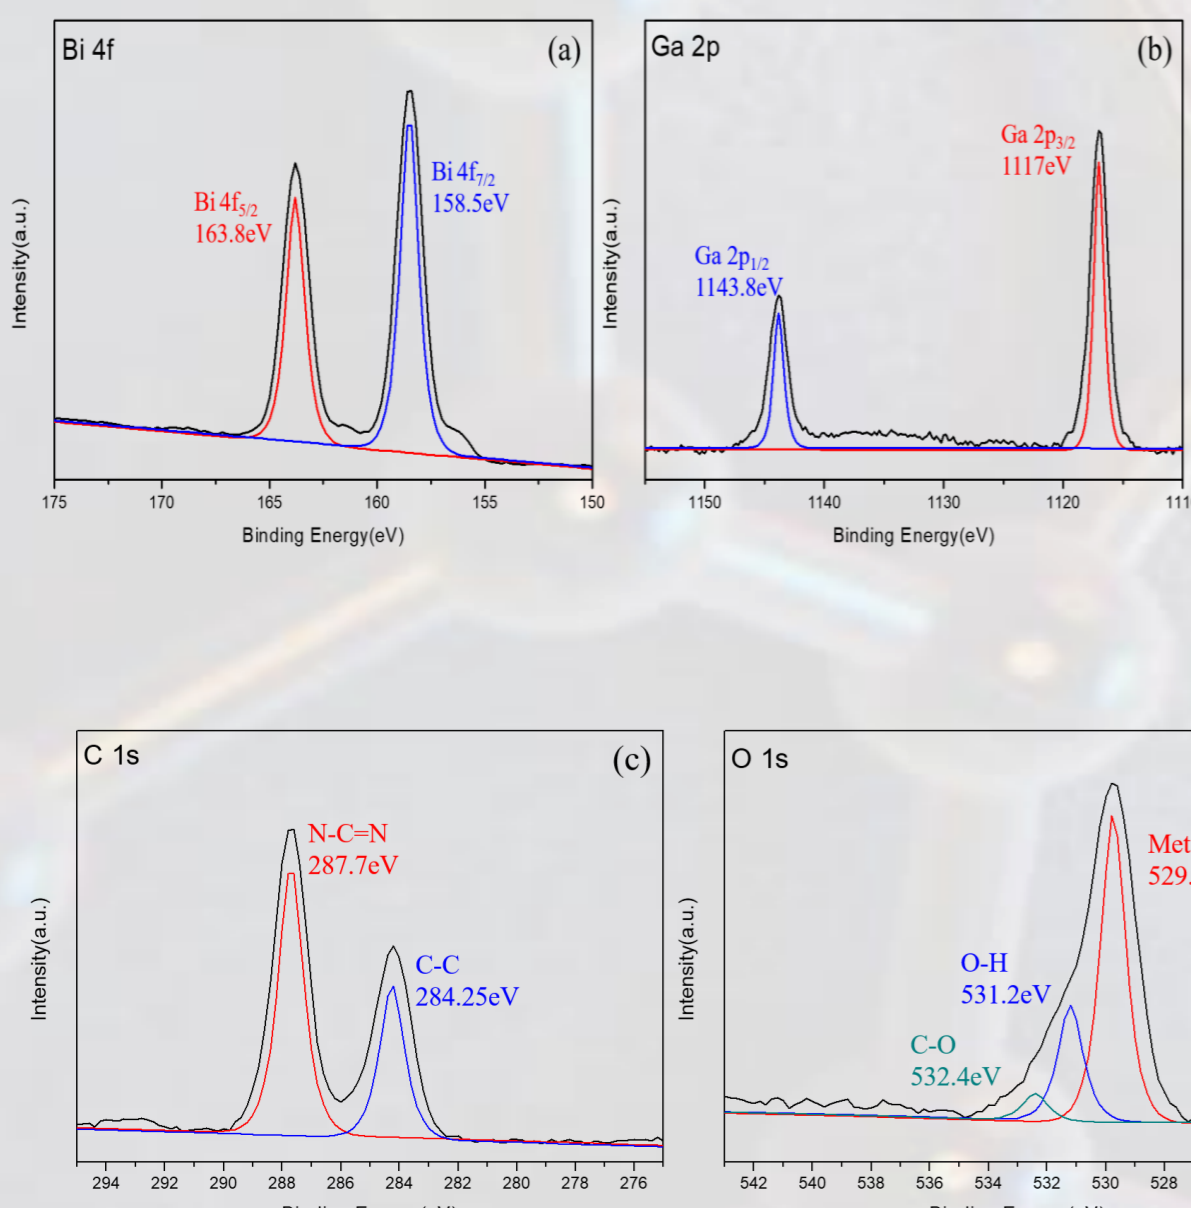 Bi 4f
(a)
Bi 4f7/2
158.5eV
Bi 4f5/2
163.8eV
Intensity(a.u.)
175 170 165 160 155 150
Binding Energy(eV)
Ga 2p
(b)
Ga 2p3/2
1117eV
Ga 2p1/2
1143.8eV
Intensity(a.u.)
1150 1140 1130 1120 111
Binding Energy(eV)
C 1s
(c)
N-C=N
287.7eV
C-C
284.25eV
Intensity(a.u.)
294 292 290 288 286 284 282 280 278 276
O 1s
Met
529.
O-H
531.2eV
C-O
532.4eV
Intensity(a.u.)
542 540 538 536 534 532 530 528